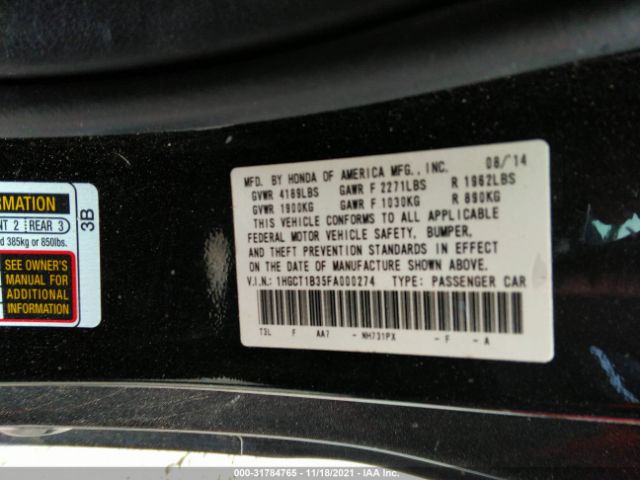 MFD. BY HONDA OF AMERICA MFG., INC. 08/'14
GVWR 4189LBS GAWR F 2271LBS R 1962LBS
GVWR 1900KG GAWR F 1030KG R 890KG
THIS VEHICLE CONFORMS TO ALL APPLICABLE
FEDERAL MOTOR VEHICLE SAFETY, BUMPER,
AND THEFT PREVENTION STANDARDS IN EFFECT
ON THE DATE OF MANUFACTURE SHOWN ABOVE.
V.I.N.: 1HGCT1B35FA000274 TYPE: PASSENGER CAR
T3L F AA7 - NH731PX - F - A
RMATION
NT 2 REAR 3
d 385kg or 850lbs.
SEE OWNER'S
MANUAL FOR
ADDITIONAL
INFORMATION
3B
000-31784765 - 11/18/2021 - IAA Inc.